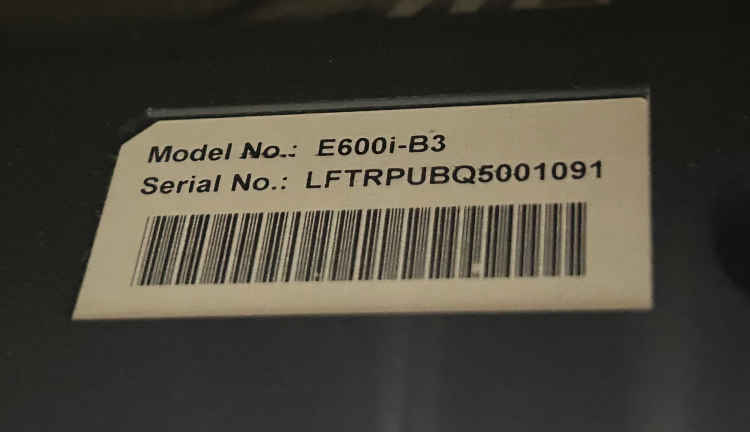 Model No.: E600i-B3
Serial No.: LFTRPUBQ5001091